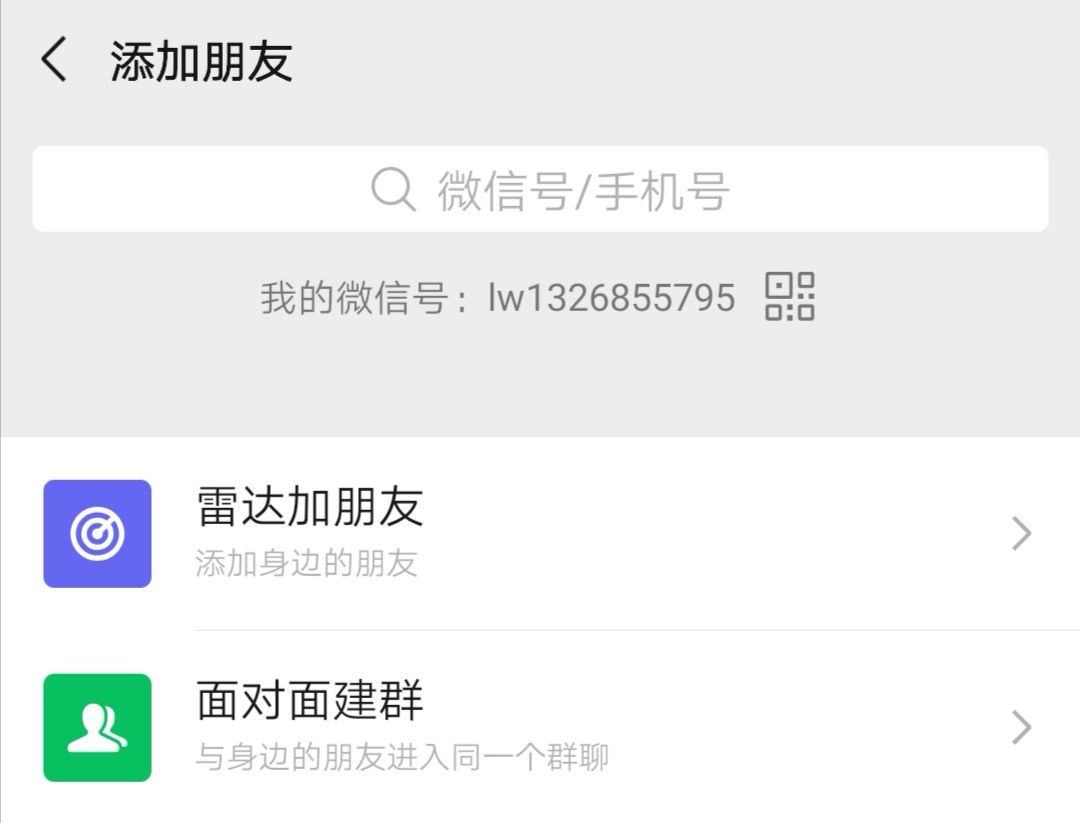 添加朋友
微信号/手机号
我的微信号：lw1326855795
雷达加朋友
添加身边的朋友
面对面建群
与身边的朋友进入同一个群聊